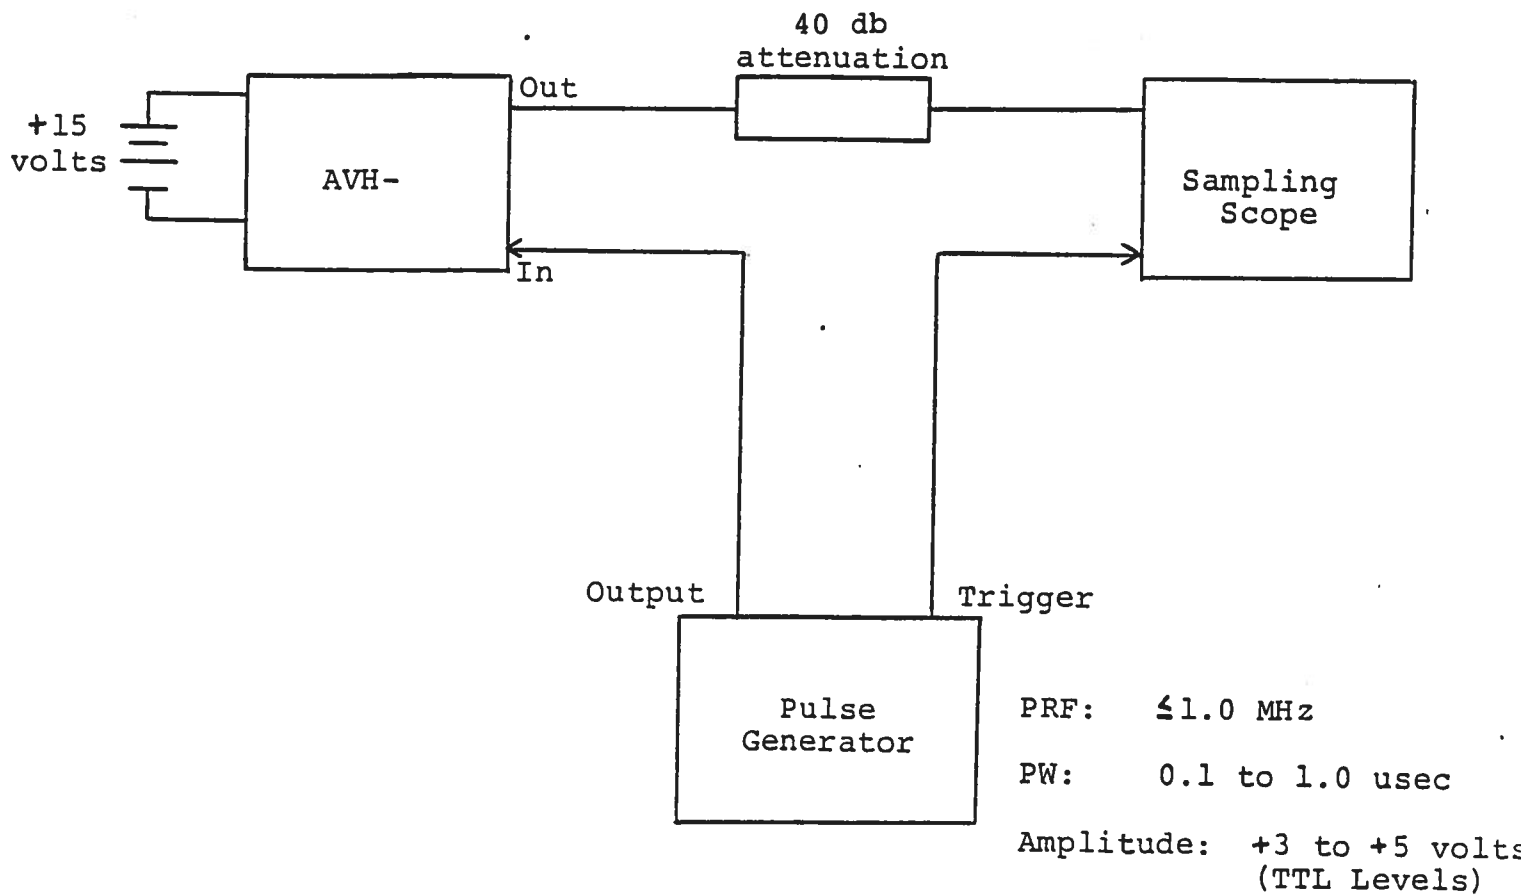 40 db
attenuation
Out
+15
volts
AVH-
Sampling
Scope
In
Output
Trigger
Pulse
Generator
PRF: ≤1.0 MHz
PW: 0.1 to 1.0 usec
Amplitude: +3 to +5 volts
(TTL Levels)